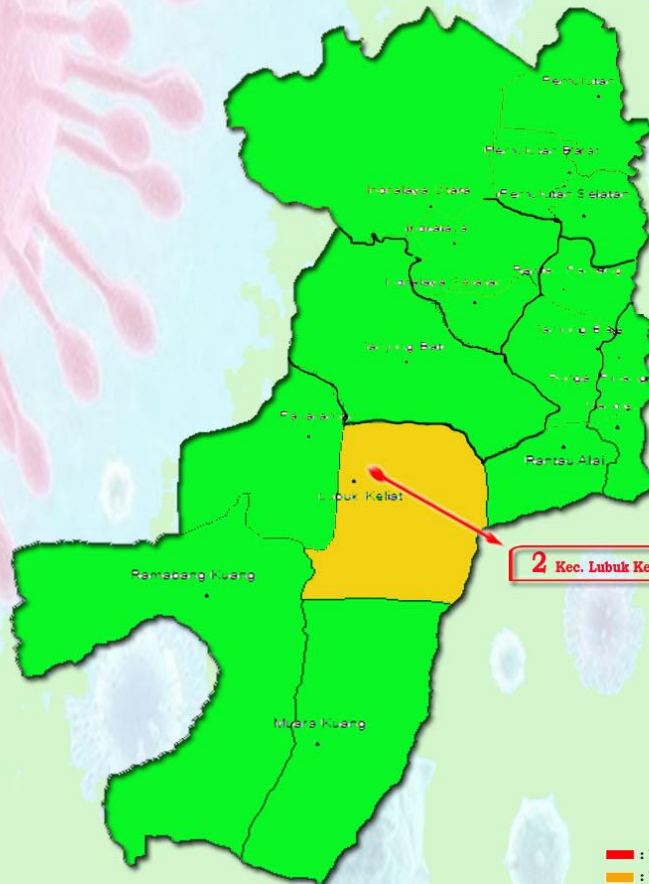 Pemulutan
Pemulutan Barat
Indralaya Utara
Pemulutan Selatan
Indralaya
Indralaya Selatan
Tanjung Batu
Rantau Alai
Lubuk Keliat
2 Kec. Lubuk Ke
Ramabang Kuang
Muara Kuang
:
: